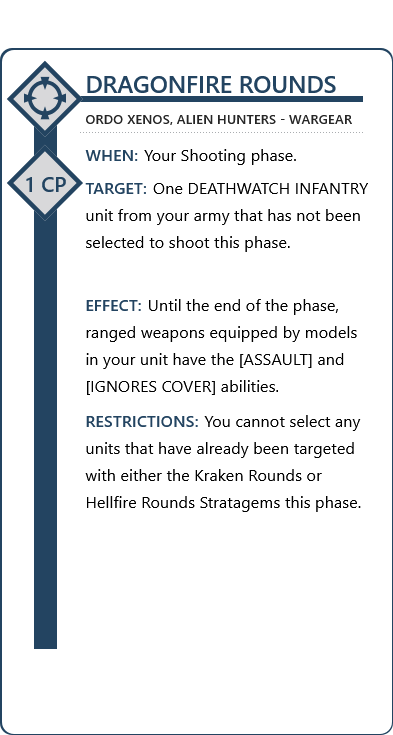 DRAGONFIRE ROUNDS
ORDO XENOS, ALIEN HUNTERS - WARGEAR
1 CP
WHEN: Your Shooting phase.
TARGET: One DEATHWATCH INFANTRY
unit from your army that has not been
selected to shoot this phase.
EFFECT: Until the end of the phase,
ranged weapons equipped by models
in your unit have the [ASSAULT] and
[IGNORES COVER] abilities.
RESTRICTIONS: You cannot select any
units that have already been targeted
with either the Kraken Rounds or
Hellfire Rounds Stratagems this phase.